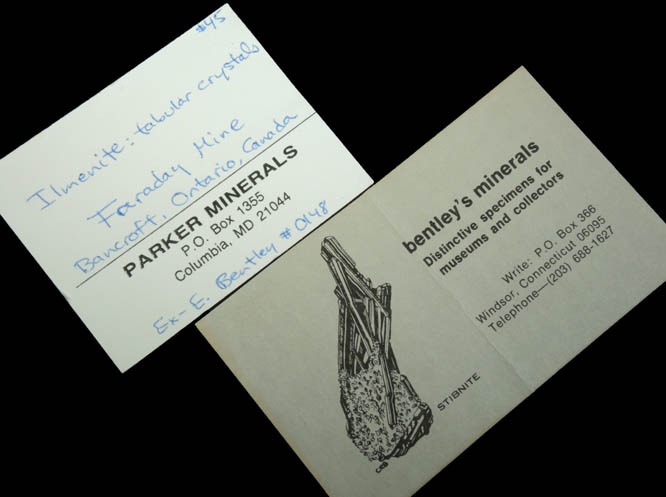 $45
Ilmenite: tabular crystals
Faraday Mine
Bancroft, Ontario, Canada
PARKER MINERALS
P.O. Box 1355
Columbia, MD 21044
Ex- E. Bentley #0148
bentley's minerals
Distinctive specimens for
museums and collectors
Write: P.O. Box 366
Windsor, Connecticut 06095
Telephone—(203) 688-1627
STIBNITE